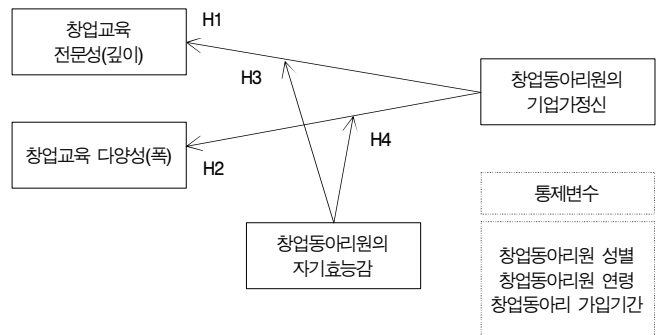 창업교육
전문성(깊이)
H1
H3
창업동아리원의
기업가정신
창업교육 다양성(폭)
H2
H4
통제변수
창업동아리원의
자기효능감
창업동아리원 성별
창업동아리원 연령
창업동아리 가입기간